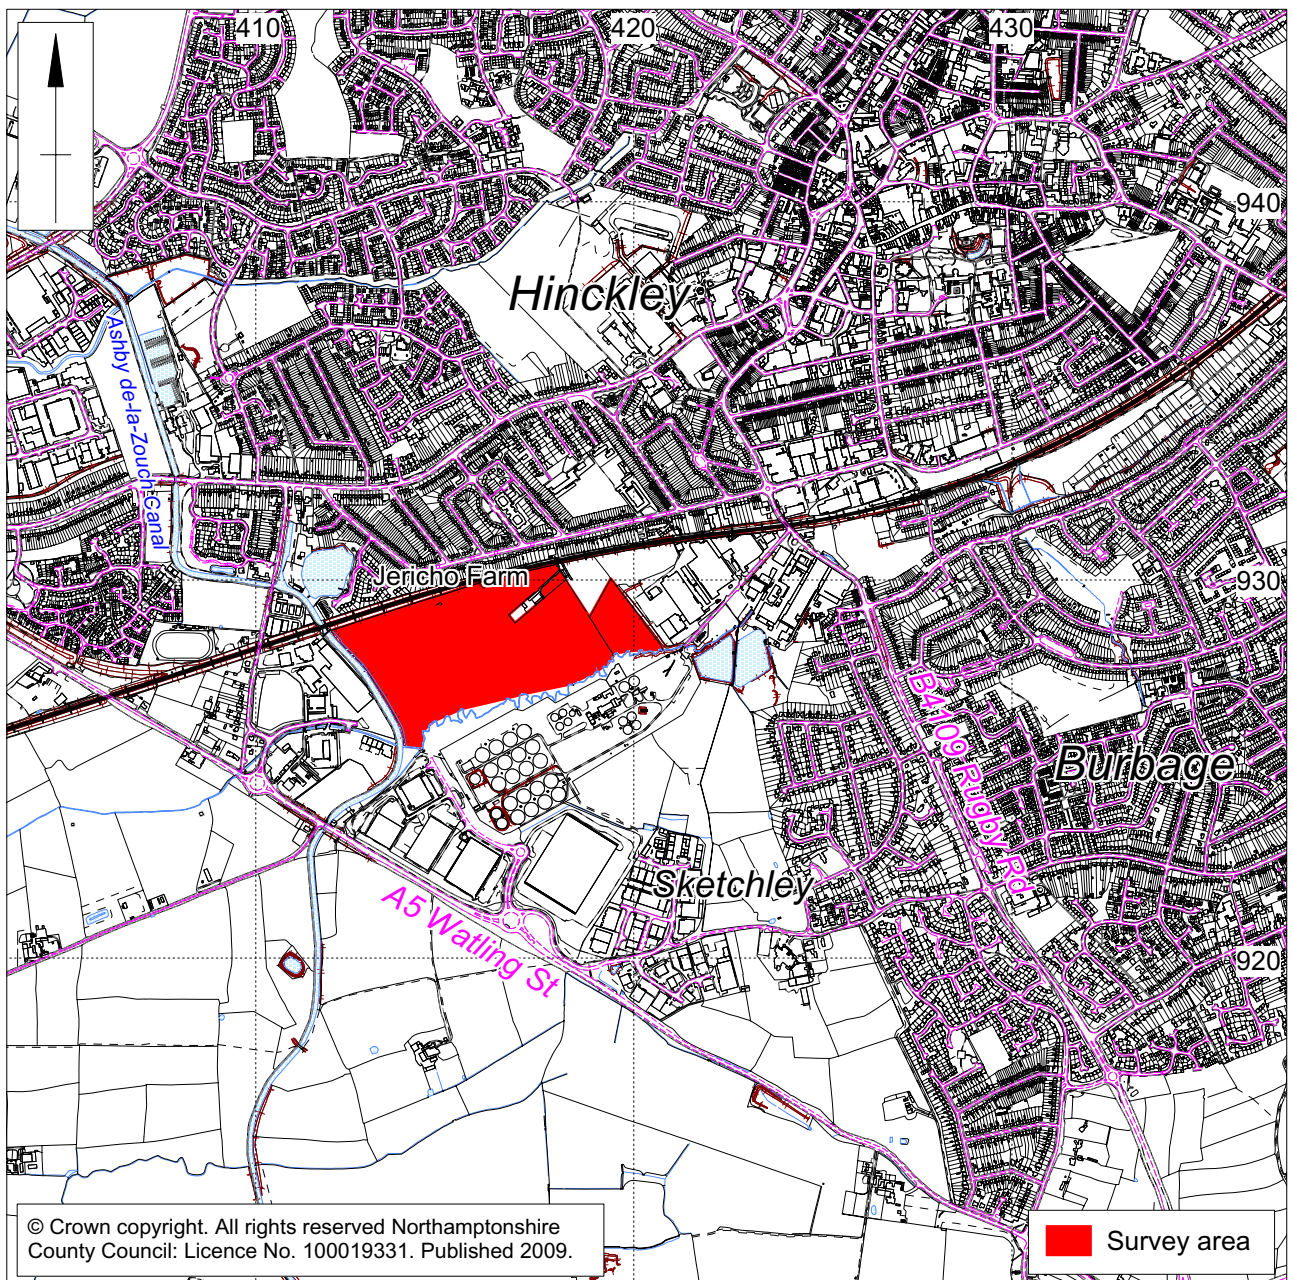 410
420
430
940
Hinckley
Ashby de-la-Zouch Canal
Jericho Farm
930
B4109 Rugby Rd
Burbage
Sketchley
A5 Watling St
920
© Crown copyright. All rights reserved Northamptonshire
County Council: Licence No. 100019331. Published 2009.
Survey area